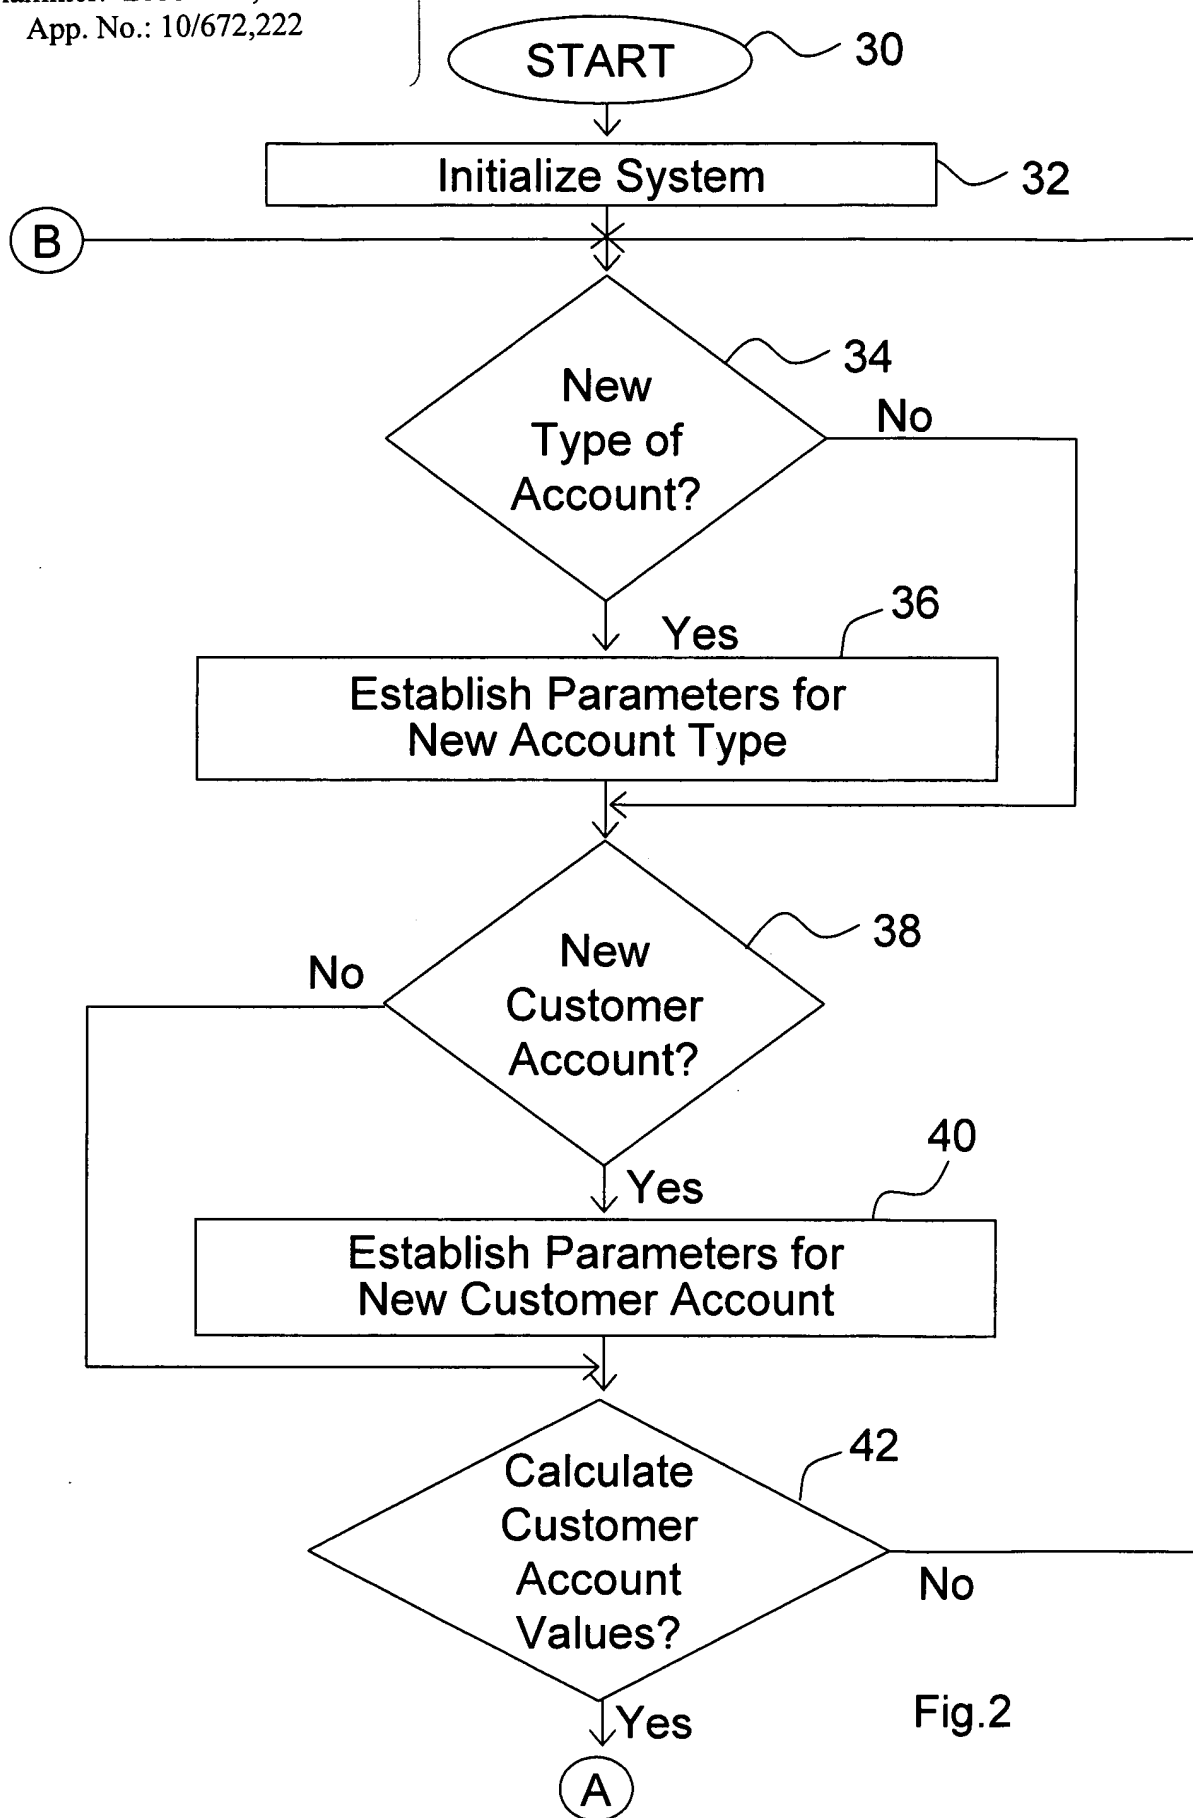 App. No.: 10/672,222
START
30
Initialize System
32
B
34
New
Type of
Account?
No
36
Yes
Establish Parameters for
New Account Type
38
New
Customer
Account?
No
40
Yes
Establish Parameters for
New Customer Account
42
Calculate
Customer
Account
Values?
No
Yes
Fig.2
A